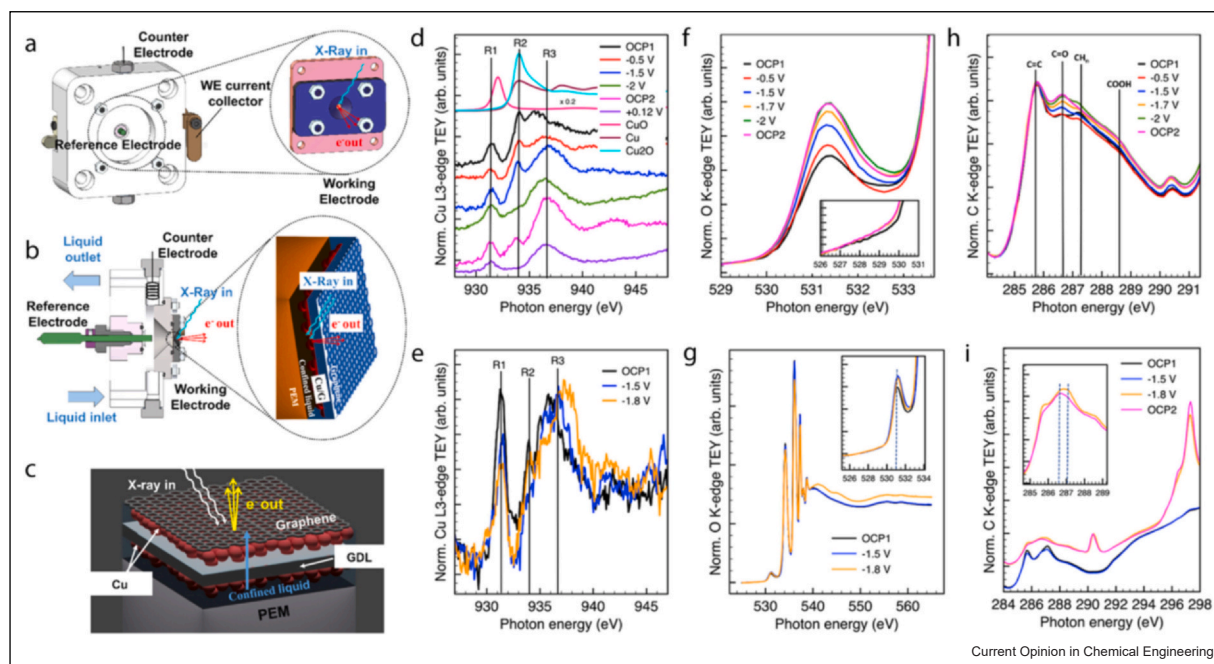 a
Counter
Electrode
X-Ray in
WE current
collector
Reference Electrode
e⁻out
Working
Electrode
b
Liquid
outlet
Counter
Electrode
X-Ray in
Reference
Electrode
e⁻ out
Liquid inlet
Working
Electrode
X-Ray in
e⁻ out
Cu/G
Confined liquid
PEM
c
X-ray in
e⁻ out
Graphene
GDL
Cu
Confined liquid
PEM
d
Norm. Cu L3-edge TEY (arb. units)
R1
R2
R3
OCP1
-0.5 V
-1.5 V
-2 V
OCP2
+0.12 V
CuO
Cu
Cu2O
x 0.2
930 935 940 945
Photon energy (eV)
e
Norm. Cu L3-edge TEY (arb. units)
R1
R2
R3
OCP1
-1.5 V
-1.8 V
930 935 940 945
Photon energy (eV)
f
Norm. O K-edge TEY (arb. units)
OCP1
-0.5 V
-1.5 V
-1.7 V
-2 V
OCP2
526 527 528 529 530 531
529 530 531 532 533
Photon energy (eV)
g
Norm. O K-edge TEY (arb. units)
526 528 530 532 534
OCP1
-1.5 V
-1.8 V
530 540 550 560
Photon energy (eV)
h
Norm. C K-edge TEY (arb. units)
C=C
C=O
CHn
COOH
OCP1
-0.5 V
-1.5 V
-1.7 V
-2 V
OCP2
285 286 287 288 289 290 291
Photon energy (eV)
i
Norm. C K-edge TEY (arb. units)
OCP1
-1.5 V
-1.8 V
OCP2
285 286 287 288 289
284 286 288 290 292 294 296 298
Photon energy (eV)
Current Opinion in Chemical Engineering